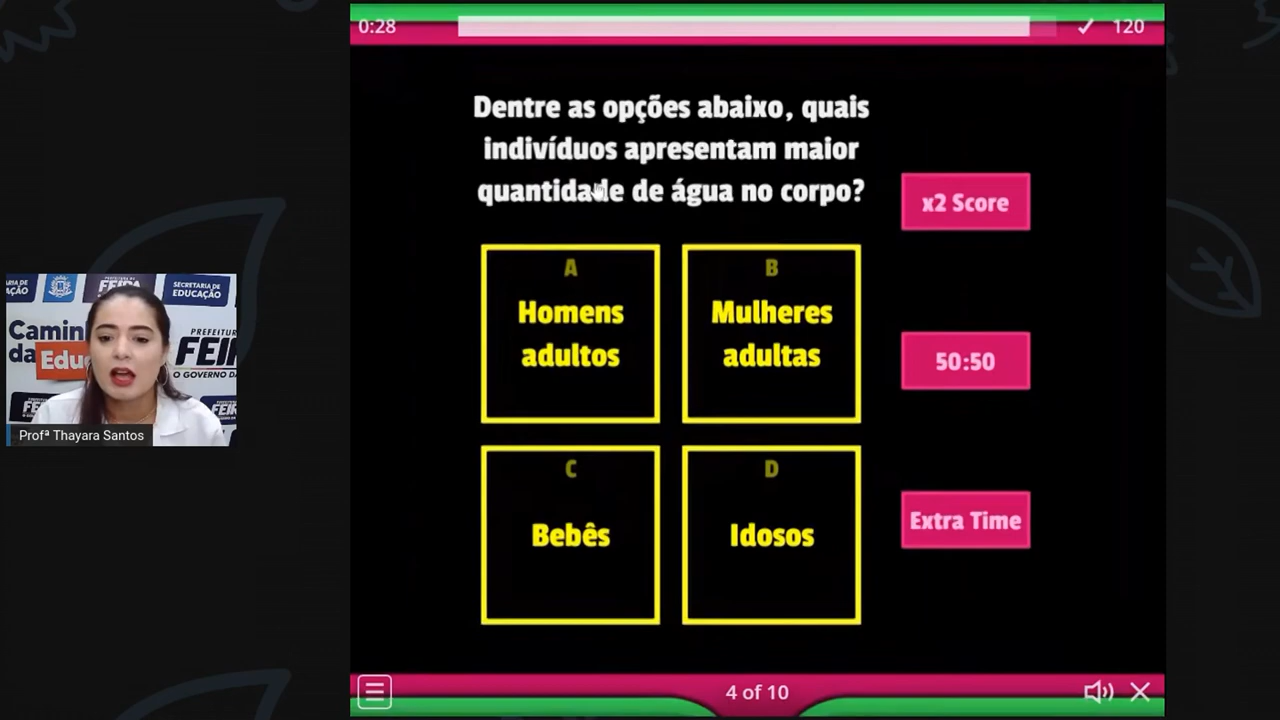 0:28
120
Dentre as opções abaixo, quais
indivíduos apresentam maior
quantidade de água no corpo?
x2 Score
A
Homens
adultos
B
Mulheres
adultas
50:50
C
Bebês
D
Idosos
Extra Time
4 of 10
SECRETARIA DE
EDUCAÇÃO
FEIRA
Camin
da
Edu
PREFEITUR
FEI
O GOVERNO DA
Profª Thayara Santos